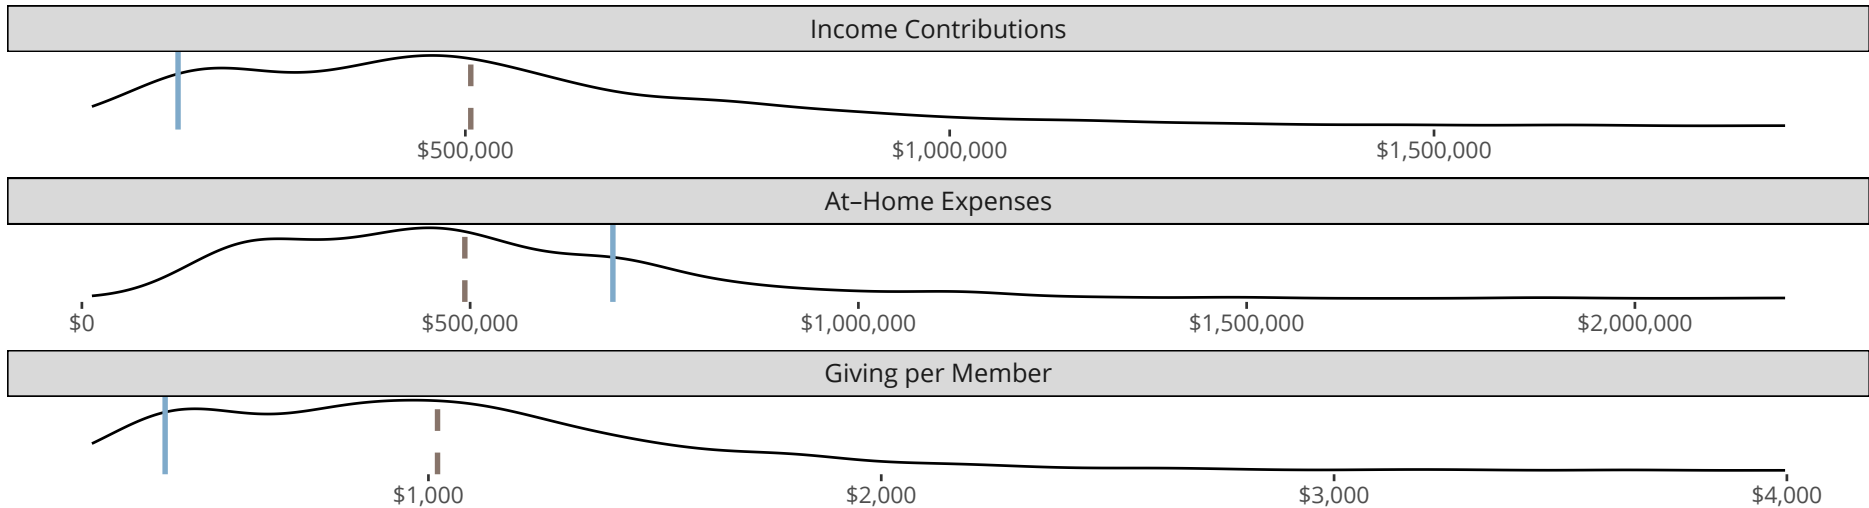 Income Contributions
$500,000 $1,000,000 $1,500,000
At–Home Expenses
$0 $500,000 $1,000,000 $1,500,000 $2,000,000
Giving per Member
$1,000 $2,000 $3,000 $4,000